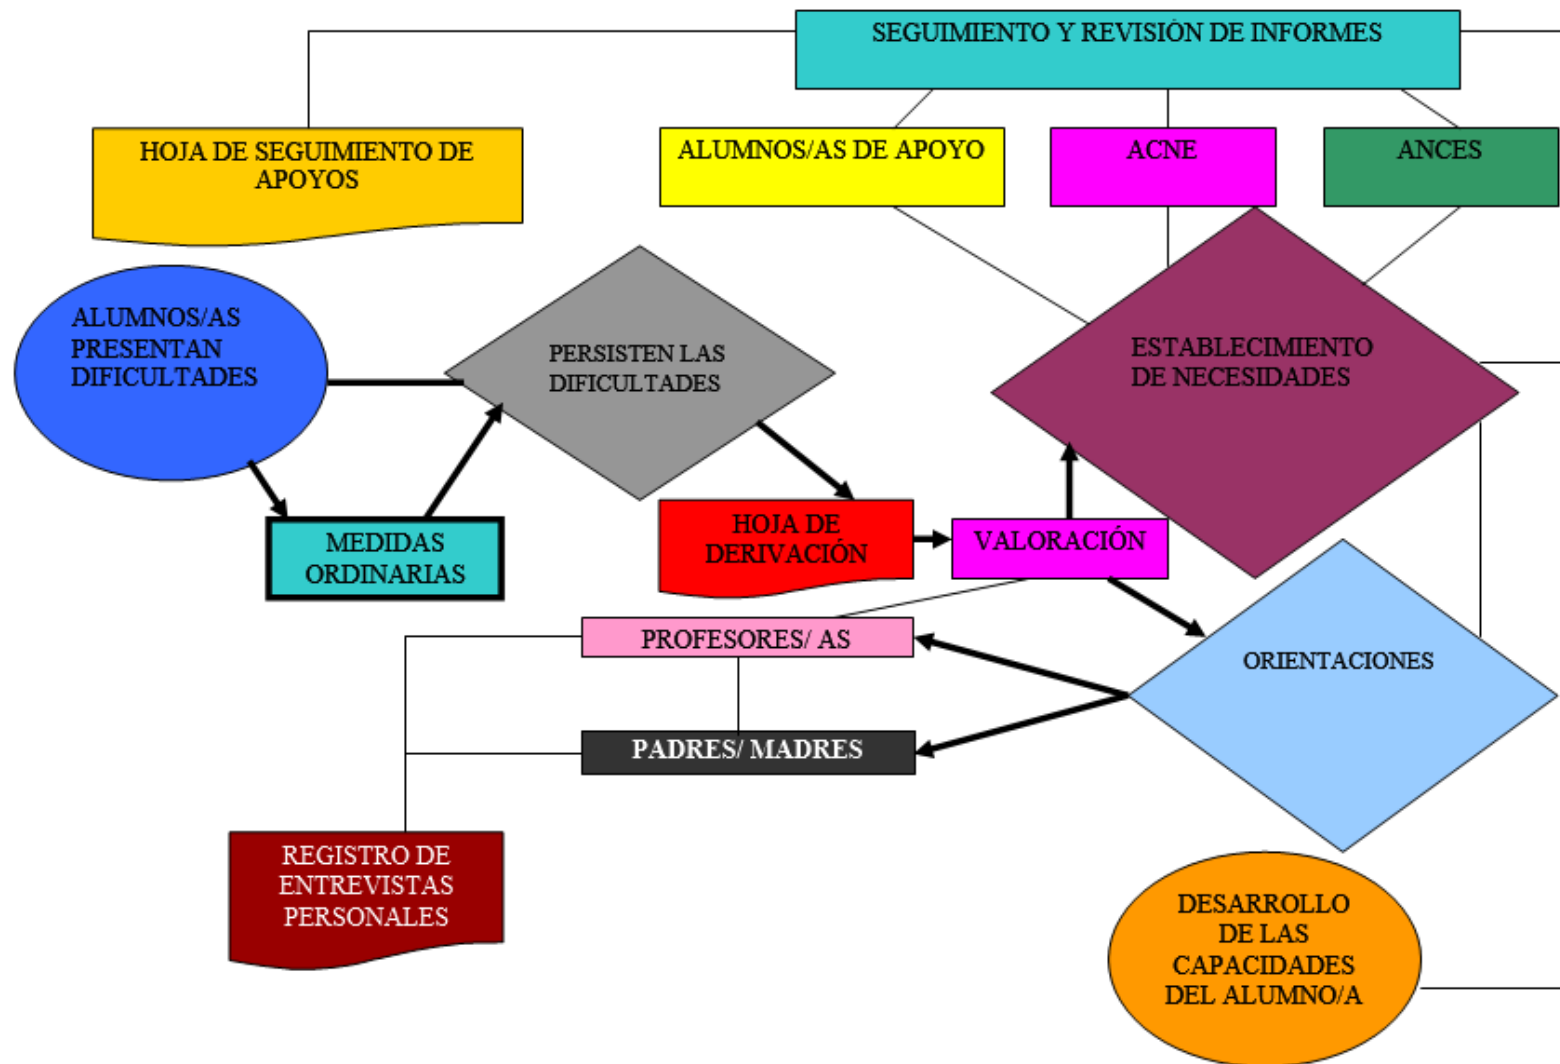 SEGUIMIENTO Y REVISIÓN DE INFORMES
HOJA DE SEGUIMIENTO DE
APOYOS
ALUMNOS/AS DE APOYO
ACNE
ANCES
ALUMNOS/AS
PRESENTAN
DIFICULTADES
PERSISTEN LAS
DIFICULTADES
ESTABLECIMIENTO
DE NECESIDADES
MEDIDAS
ORDINARIAS
HOJA DE
DERIVACIÓN
VALORACIÓN
PROFESORES/ AS
ORIENTACIONES
PADRES/ MADRES
REGISTRO DE
ENTREVISTAS
PERSONALES
DESARROLLO
DE LAS
CAPACIDADES
DEL ALUMNO/A